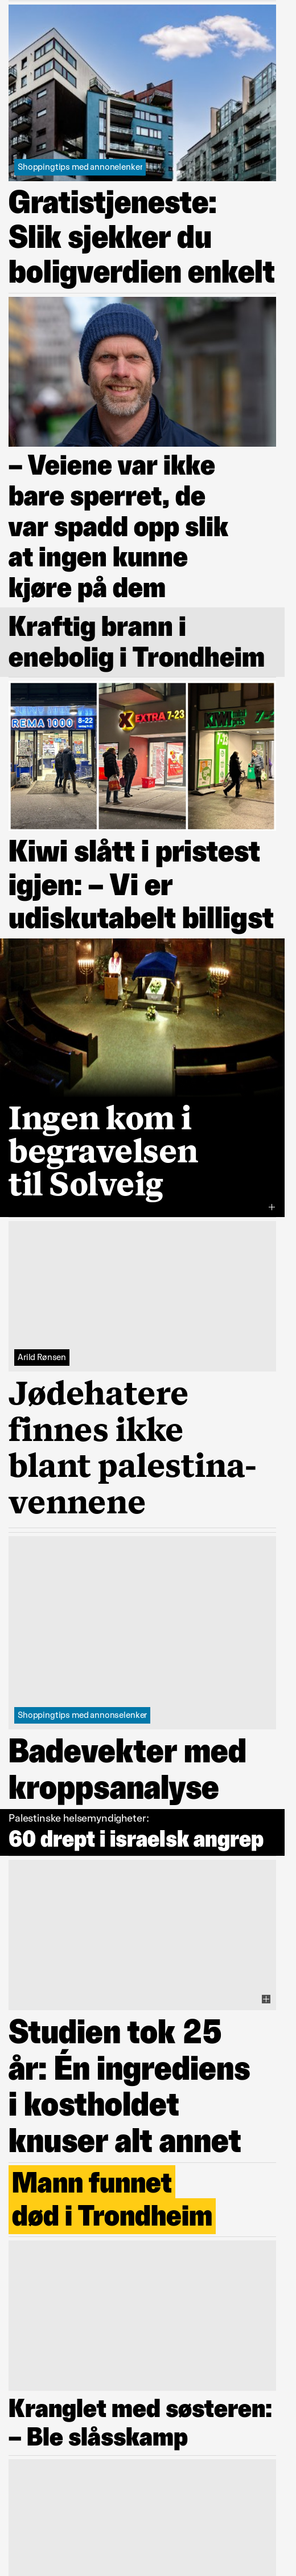 Shoppingtips med annonelenker
Gratistjeneste:
Slik sjekker du
boligverdien enkelt
– Veiene var ikke
bare sperret, de
var spadd opp slik
at ingen kunne
kjøre på dem
Kraftig brann i
enebolig i Trondheim
REMA 1000 8-22
X EXTRA 7-23
KIWI
Kiwi slått i pristest
igjen: – Vi er
udiskutabelt billigst
Ingen kom i
begravelsen
til Solveig
Arild Rønsen
Jødehatere
finnes ikke
blant palestina-
vennene
Shoppingtips med annonselenker
Badevekter med
kroppsanalyse
Palestinske helsemyndigheter:
60 drept i israelsk angrep
Studien tok 25
år: Én ingrediens
i kostholdet
knuser alt annet
Mann funnet
død i Trondheim
Kranglet med søsteren:
– Ble slåsskamp